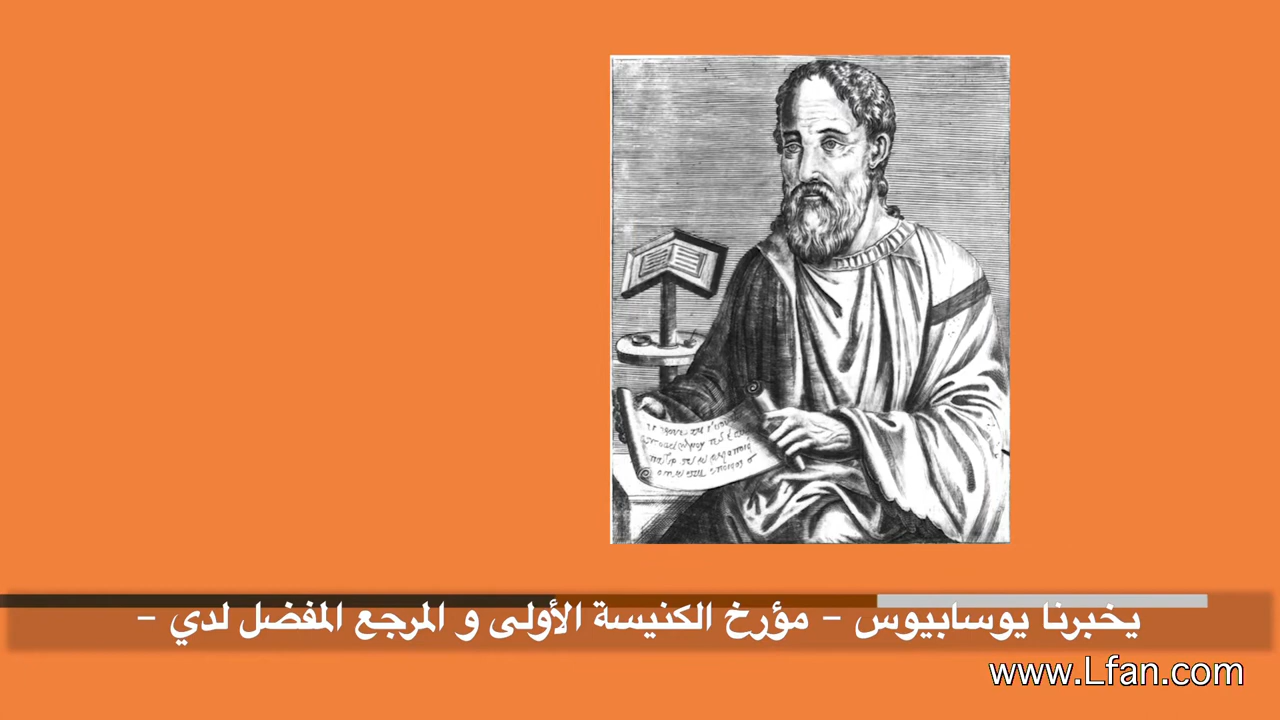 يخبرنا يوسابيوس – مؤرخ الكنيسة الأولى و المرجع المفضل لدي –
www.Lfan.com